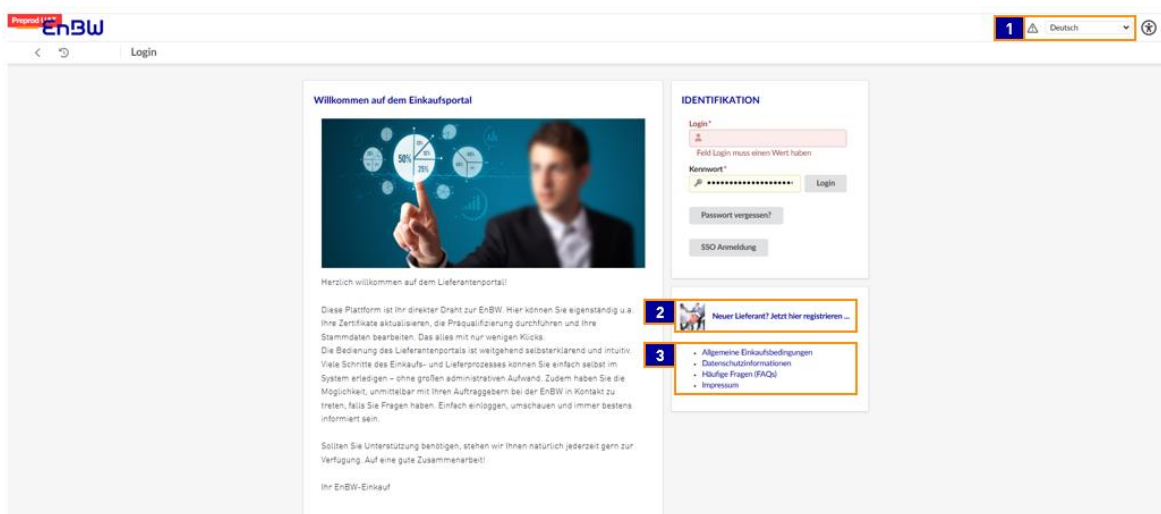 Preprod UAT
EnBW
1
Deutsch
Login
Willkommen auf dem Einkaufsportal
50%
25%
Herzlich willkommen auf dem Lieferantenportal!
Diese Plattform ist Ihr direkter Draht zur EnBW. Hier können Sie eigenständig u.a.
Ihre Zertifikate aktualisieren, die Präqualifizierung durchführen und Ihre
Stammdaten bearbeiten. Das alles mit nur wenigen Klicks.
Die Bedienung des Lieferantenportals ist weitgehend selbsterklärend und intuitiv.
Viele Schritte des Einkaufs- und Lieferprozesses können Sie einfach selbst im
System erledigen – ohne großen administrativen Aufwand. Zudem haben Sie die
Möglichkeit, unmittelbar mit Ihren Auftraggebern bei der EnBW in Kontakt zu
treten, falls Sie Fragen haben. Einfach einloggen, umschauen und immer bestens
informiert sein.
Sollten Sie Unterstützung benötigen, stehen wir Ihnen natürlich jederzeit gern zur
Verfügung. Auf eine gute Zusammenarbeit!
Ihr EnBW-Einkauf
IDENTIFIKATION
Login*
Feld Login muss einen Wert haben
Kennwort*
Login
Passwort vergessen?
SSO Anmeldung
2
Neuer Lieferant? Jetzt hier registrieren ...
3
• Allgemeine Einkaufsbedingungen
• Datenschutzinformationen
• Häufige Fragen (FAQs)
• Impressum